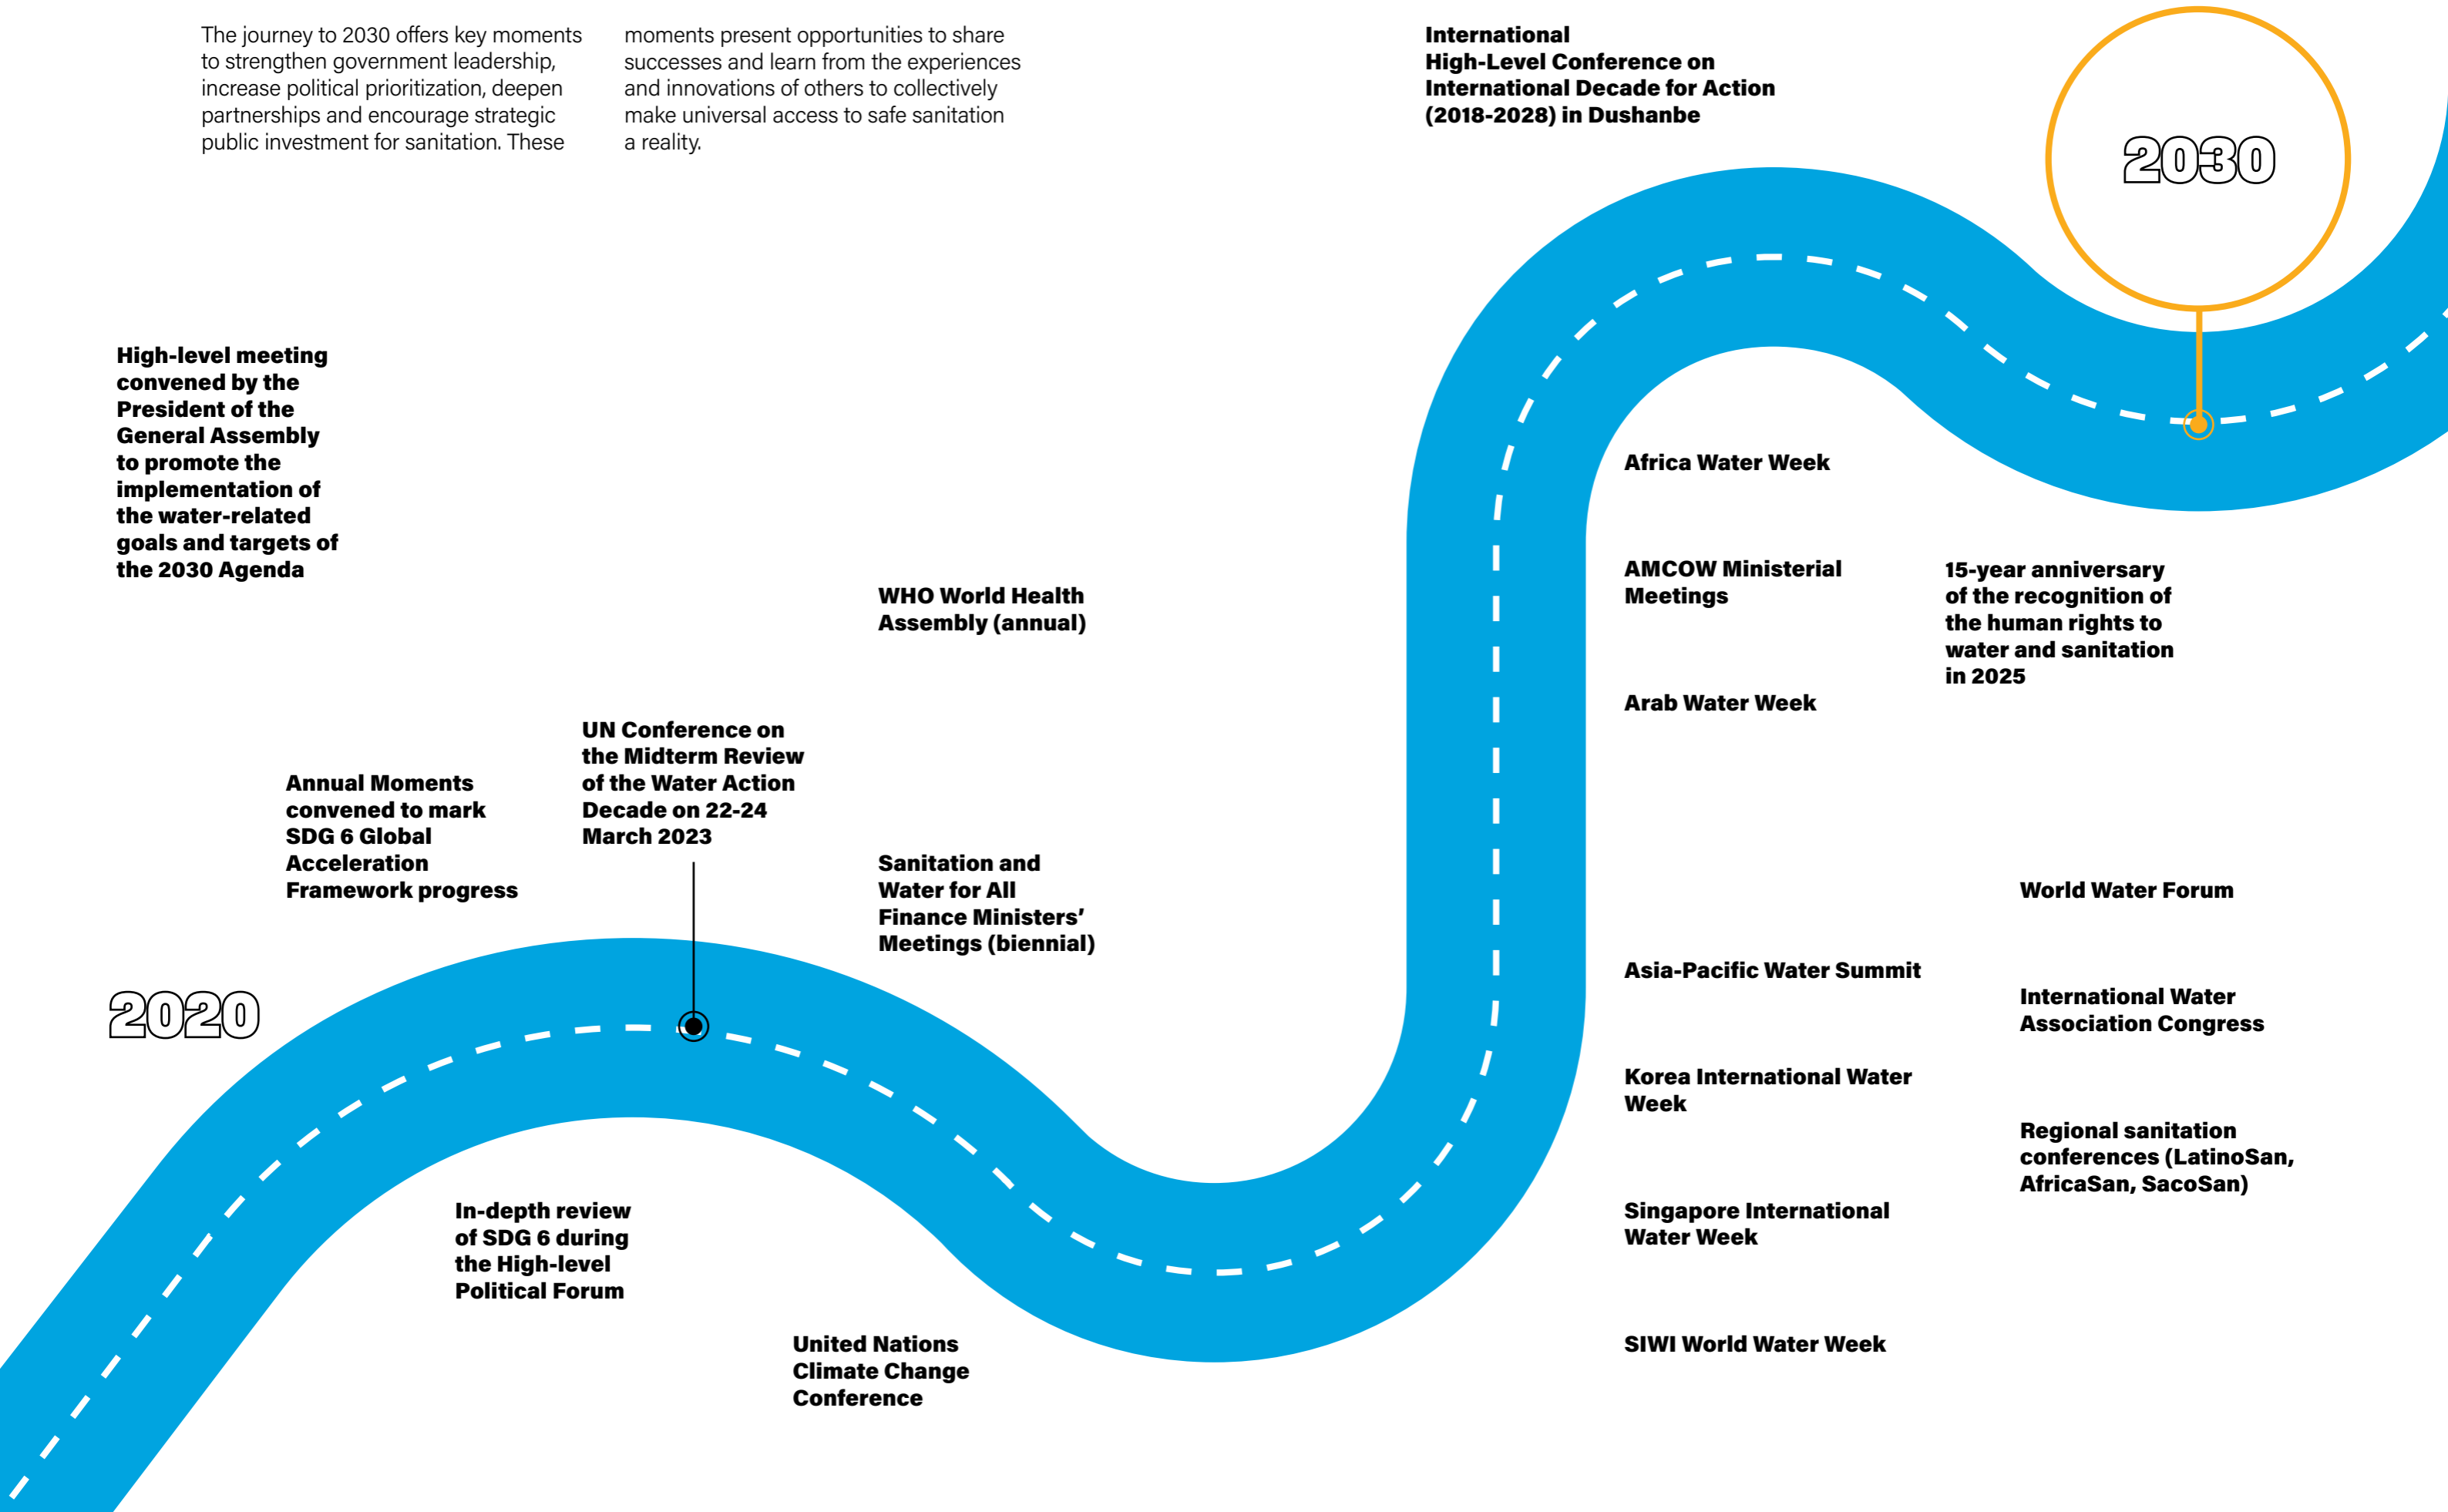 The journey to 2030 offers key moments
to strengthen government leadership,
increase political prioritization, deepen
partnerships and encourage strategic
public investment for sanitation. These
moments present opportunities to share
successes and learn from the experiences
and innovations of others to collectively
make universal access to safe sanitation
a reality.
High-level meeting
convened by the
President of the
General Assembly
to promote the
implementation of
the water-related
goals and targets of
the 2030 Agenda
2020
Annual Moments
convened to mark
SDG 6 Global
Acceleration
Framework progress
In-depth review
of SDG 6 during
the High-level
Political Forum
UN Conference on
the Midterm Review
of the Water Action
Decade on 22-24
March 2023
United Nations
Climate Change
Conference
WHO World Health
Assembly (annual)
Sanitation and
Water for All
Finance Ministers’
Meetings (biennial)
International
High-Level Conference on
International Decade for Action
(2018-2028) in Dushanbe
Africa Water Week
AMCOW Ministerial
Meetings
Arab Water Week
Asia-Pacific Water Summit
Korea International Water
Week
Singapore International
Water Week
SIWI World Water Week
15-year anniversary
of the recognition of
the human rights to
water and sanitation
in 2025
World Water Forum
International Water
Association Congress
Regional sanitation
conferences (LatinoSan,
AfricaSan, SacoSan)
2030